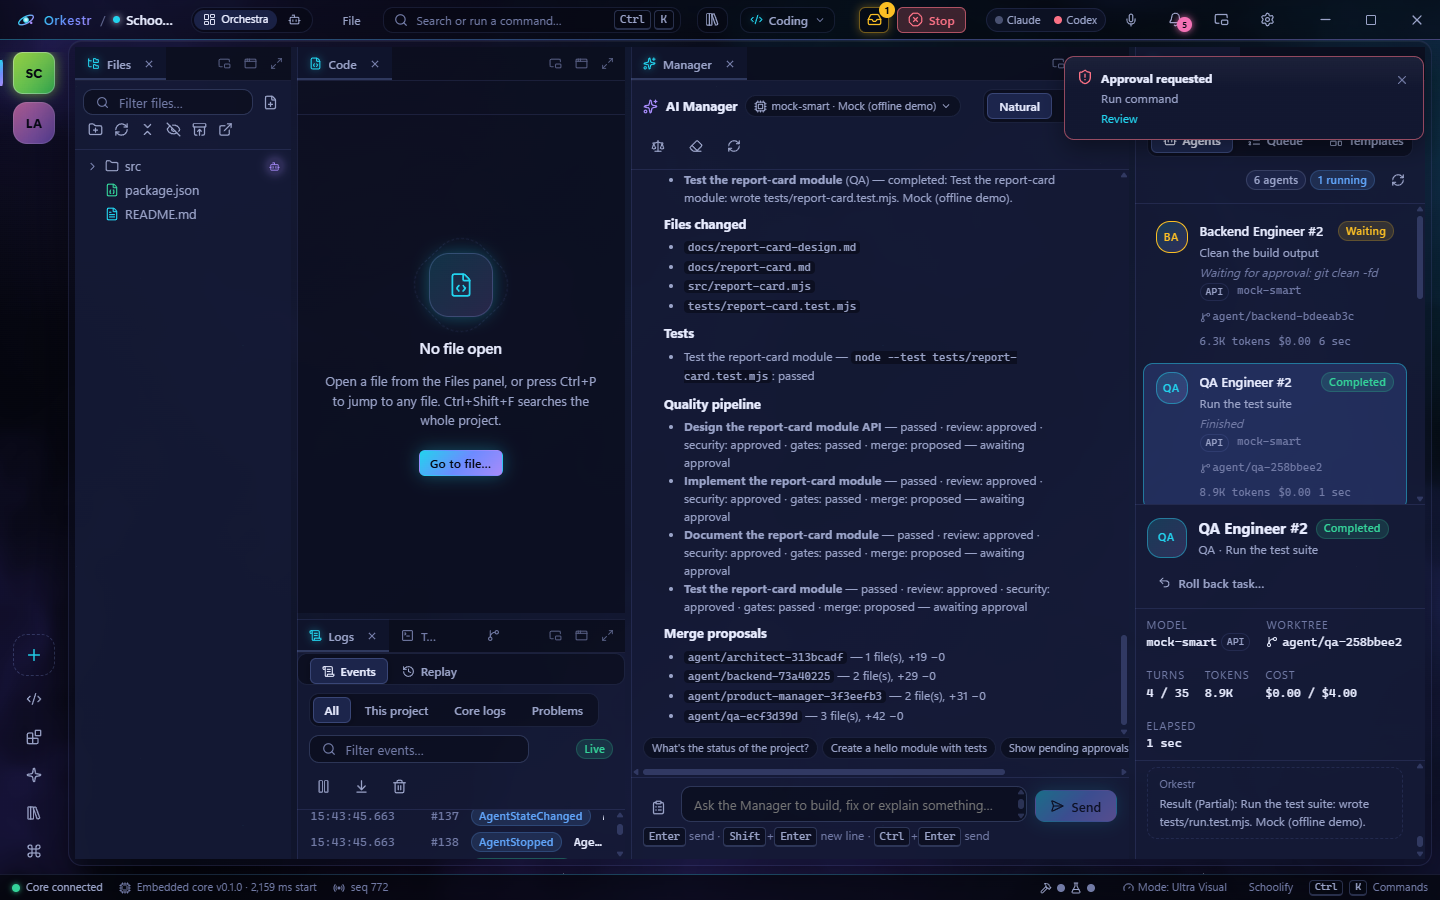 Orkestr / Schoo...
Orchestra
File
Search or run a command... Ctrl K
Coding
1
Stop
Claude Codex
5
SC
LA
Files
Filter files...
src
package.json
README.md
Code
No file open
Open a file from the Files panel, or press Ctrl+P
to jump to any file. Ctrl+Shift+F searches the
whole project.
Go to file...
Logs
T...
Events Replay
All This project Core logs Problems
Filter events... Live
15:43:45.663 #137 AgentStateChanged
15:43:45.663 #138 AgentStopped Age...
Manager
AI Manager mock-smart · Mock (offline demo) Natural
Test the report-card module (QA) — completed: Test the report-card
module: wrote tests/report-card.test.mjs. Mock (offline demo).
Files changed
docs/report-card-design.md
docs/report-card.md
src/report-card.mjs
tests/report-card.test.mjs
Tests
Test the report-card module — node --test tests/report-
card.test.mjs : passed
Quality pipeline
Design the report-card module API — passed · review: approved ·
security: approved · gates: passed · merge: proposed — awaiting
approval
Implement the report-card module — passed · review: approved ·
security: approved · gates: passed · merge: proposed — awaiting
approval
Document the report-card module — passed · review: approved ·
security: approved · gates: passed · merge: proposed — awaiting
approval
Test the report-card module — passed · review: approved · security:
approved · gates: passed · merge: proposed — awaiting approval
Merge proposals
agent/architect-313bcadf — 1 file(s), +19 −0
agent/backend-73a40225 — 2 file(s), +29 −0
agent/product-manager-3f3eefb3 — 2 file(s), +31 −0
agent/qa-ecf3d39d — 3 file(s), +42 −0
What's the status of the project? Create a hello module with tests Show pending approvals
Ask the Manager to build, fix or explain something... Send
Enter send · Shift + Enter new line · Ctrl + Enter send
Approval requested
Run command
Review
Agents Queue Templates
6 agents 1 running
BA Backend Engineer #2 Waiting
Clean the build output
Waiting for approval: git clean -fd
API mock-smart
agent/backend-bdeeab3c
6.3K tokens $0.00 6 sec
QA QA Engineer #2 Completed
Run the test suite
Finished
API mock-smart
agent/qa-258bbee2
8.9K tokens $0.00 1 sec
QA QA Engineer #2 Completed
QA · Run the test suite
Roll back task...
MODEL WORKTREE
mock-smart API agent/qa-258bbee2
TURNS TOKENS COST
4 / 35 8.9K $0.00 / $4.00
ELAPSED
1 sec
Orkestr
Result (Partial): Run the test suite: wrote
tests/run.test.mjs. Mock (offline demo).
Core connected Embedded core v0.1.0 · 2,159 ms start seq 772 Mode: Ultra Visual Schoolify Ctrl K Commands